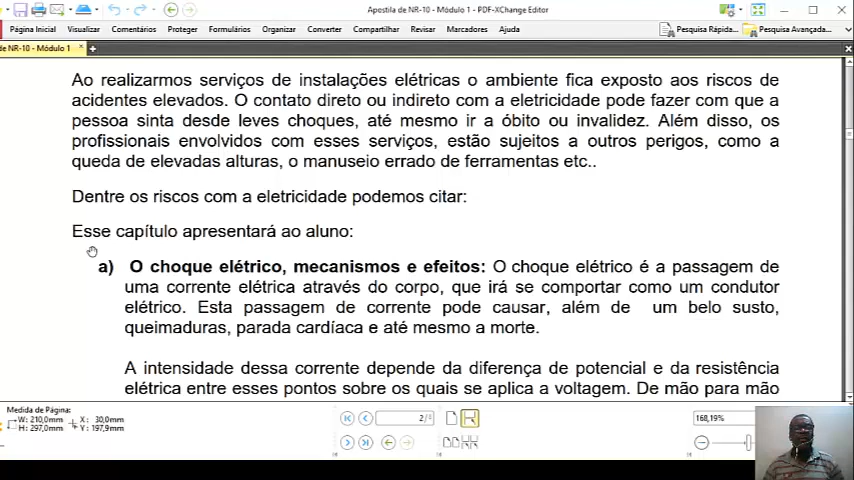 Apostila de NR-10 - Módulo 1 - PDF-XChange Editor
Página Inicial Visualizar Comentários Proteger Formulários Organizar Converter Compartilhar Revisar Marcadores Ajuda Pesquisa Rápida... Pesquisa Avançada...
de NR-10 - Módulo 1
Ao realizarmos serviços de instalações elétricas o ambiente fica exposto aos riscos de
acidentes elevados. O contato direto ou indireto com a eletricidade pode fazer com que a
pessoa sinta desde leves choques, até mesmo ir a óbito ou invalidez. Além disso, os
profissionais envolvidos com esses serviços, estão sujeitos a outros perigos, como a
queda de elevadas alturas, o manuseio errado de ferramentas etc..
Dentre os riscos com a eletricidade podemos citar:
Esse capítulo apresentará ao aluno:
a) O choque elétrico, mecanismos e efeitos: O choque elétrico é a passagem de
uma corrente elétrica através do corpo, que irá se comportar como um condutor
elétrico. Esta passagem de corrente pode causar, além de um belo susto,
queimaduras, parada cardíaca e até mesmo a morte.
A intensidade dessa corrente depende da diferença de potencial e da resistência
elétrica entre esses pontos sobre os quais se aplica a voltagem. De mão para mão
Medida de Página:
W: 210,0mm X: 30,0mm
H: 297,0mm Y: 197,9mm
2/
168,19%